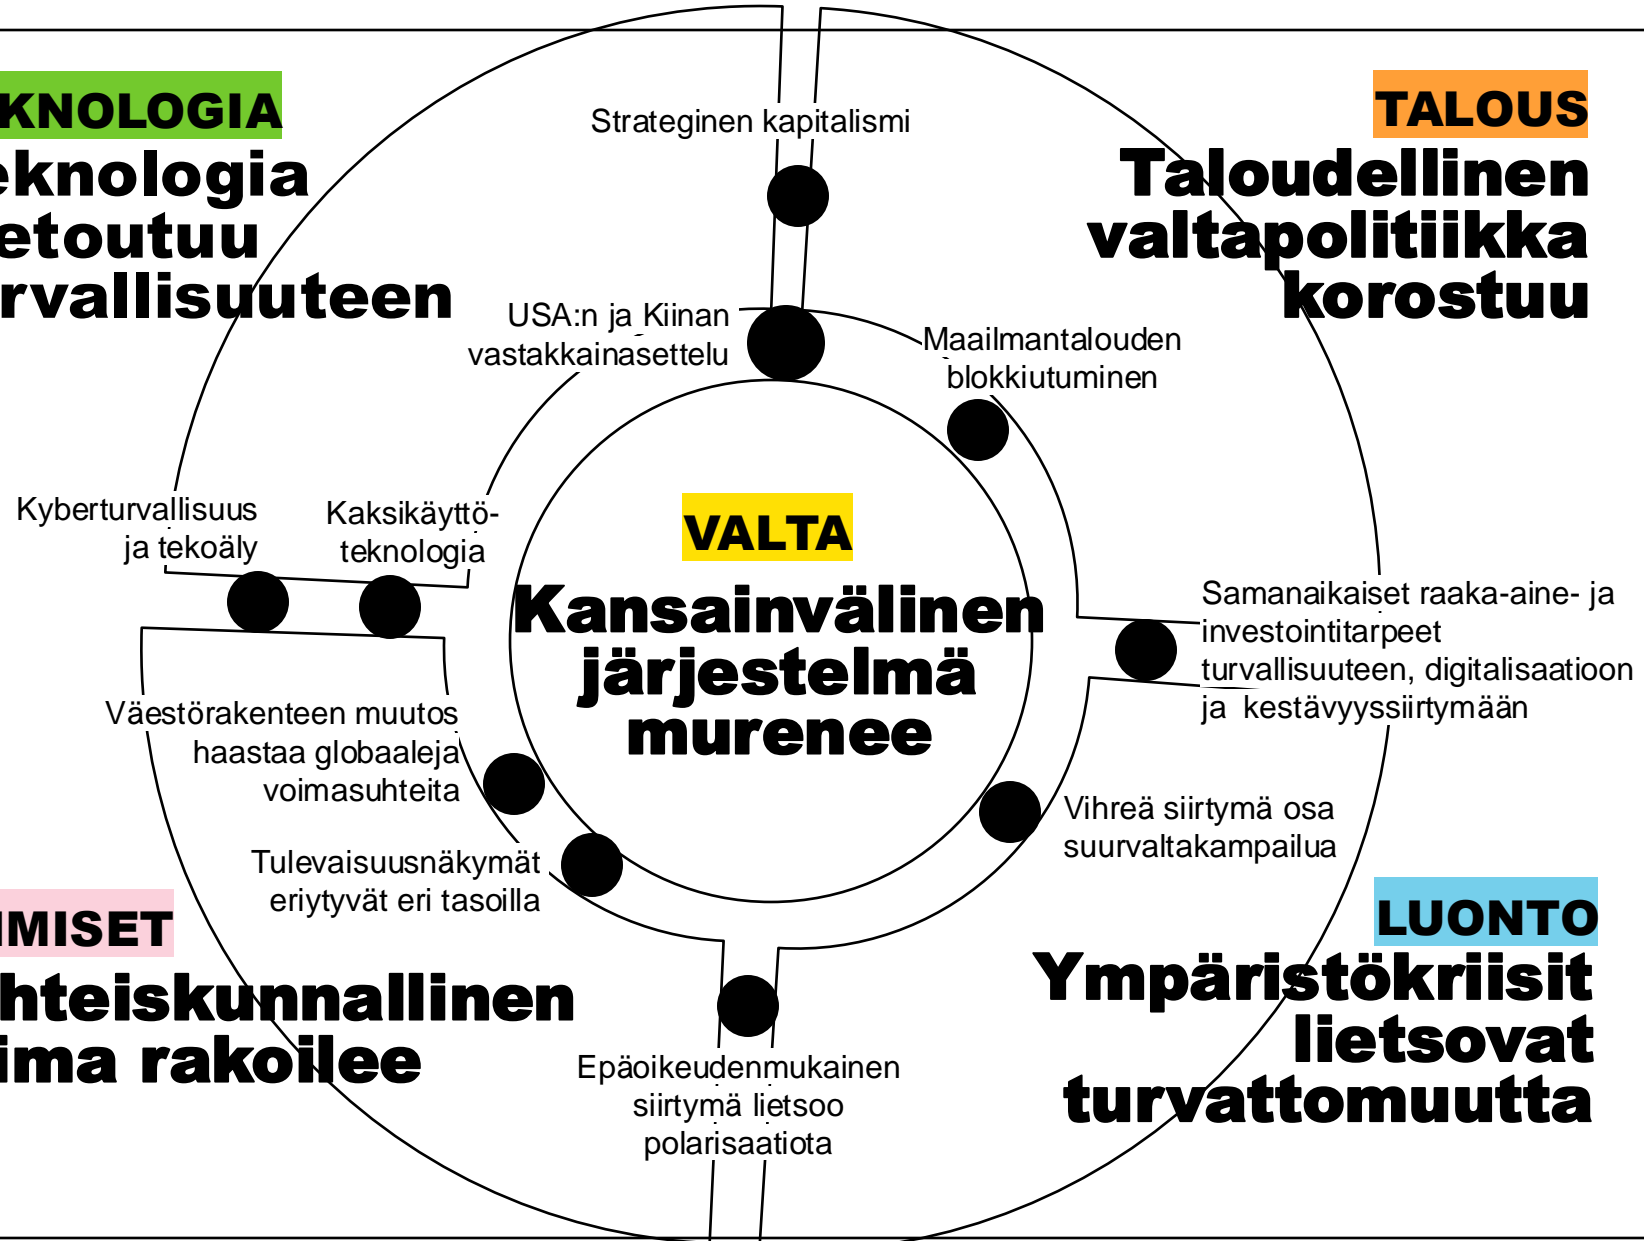 KNOLOGIA
eknologia
etoutuu
rvallisuuteen
Strateginen kapitalismi
TALOUS
Taloudellinen
valtapolitiikka
korostuu
USA:n ja Kiinan
vastakkainasettelu
Maailmantalouden
blokkiutuminen
Kyberturvallisuus
ja tekoäly
Kaksikäyttö-
teknologia
VALTA
Kansainvälinen
järjestelmä
murenee
Samanaikaiset raaka-aine- ja
investointitarpeet
turvallisuuteen, digitalisaatioon
ja kestävyyssiirtymään
Väestörakenteen muutos
haastaa globaaleja
voimasuhteita
Tulevaisuusnäkymät
eriytyvät eri tasoilla
Vihreä siirtymä osa
suurvaltakampailua
MISET
hteiskunnallinen
ima rakoilee
Epäoikeudenmukainen
siirtymä lietsoo
polarisaatiota
LUONTO
Ympäristökriisit
lietsovat
turvattomuutta